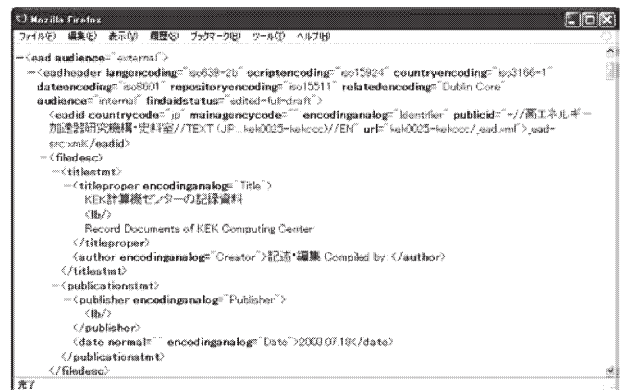 Mozilla Firefox
ファイル(F) 編集(E) 表示(V) 履歴(S) ブックマーク(B) ツール(T) ヘルプ(H)
−<ead audience="external">
−<eadheader langencoding="iso639-2b" scriptencoding="iso15924" countryencoding="iso3166-1"
dateencoding="iso8601" repositoryencoding="iso15511" relatedencoding="Dublin Core"
audience="internal" findaidstatus="edited-full-draft">
<eadid countrycode="jp" mainagencycode="" encodinganalog="Identifier" publicid="-//高エネルギー
加速器研究機構・史料室//TEXT (JP. kek0025-kekccc)//EN" url="kek0025-kekccc/_ead.xml">_ead-
src.xml</eadid>
−<filedesc>
−<titlestmt>
−<titleproper encodinganalog="Title">
KEK計算機センターの記録資料
<lb/>
Record Documents of KEK Computing Center
</titleproper>
<author encodinganalog="Creator">記述・編集 Compiled by: </author>
</titlestmt>
−<publicationstmt>
−<publisher encodinganalog="Publisher">
<lb/>
</publisher>
<date normal="" encodinganalog="Date">2008.07.18</date>
</publicationstmt>
</filedesc>
完了